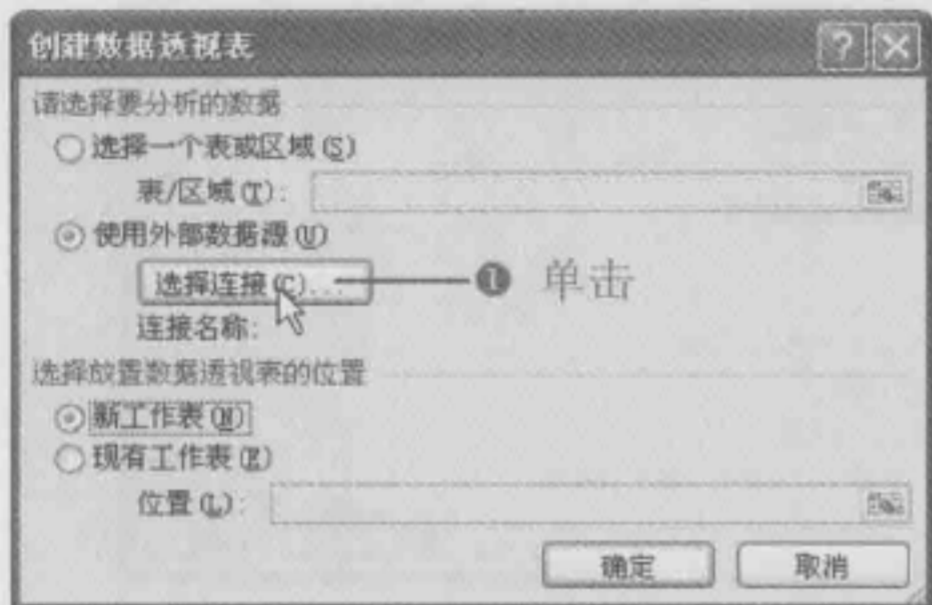 创建数据透视表
请选择要分析的数据
选择一个表或区域(S)
表/区域(T):
使用外部数据源(U)
选择连接(C)... 1 单击
连接名称:
选择放置数据透视表的位置
新工作表(N)
现有工作表(E)
位置(L):
确定 取消